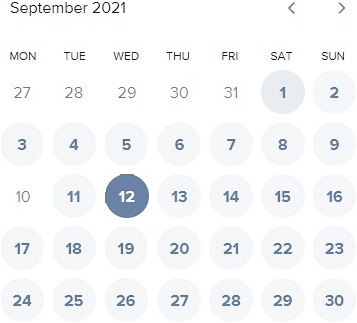 September 2021
MON TUE WED THU FRI SAT SUN
27 28 29 30 31 1 2
3 4 5 6 7 8 9
10 11 12 13 14 15 16
17 18 19 20 21 22 23
24 25 26 27 28 29 30